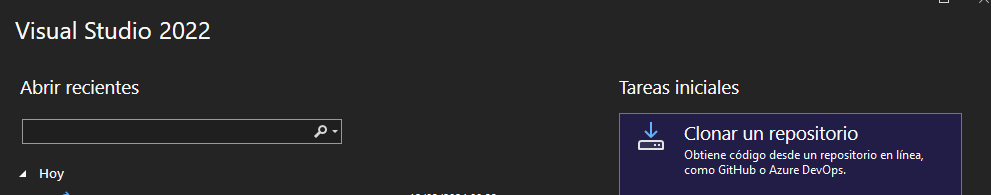 Visual Studio 2022
Abrir recientes
Hoy
Tareas iniciales
Clonar un repositorio
Obtiene código desde un repositorio en línea,
como GitHub o Azure DevOps.